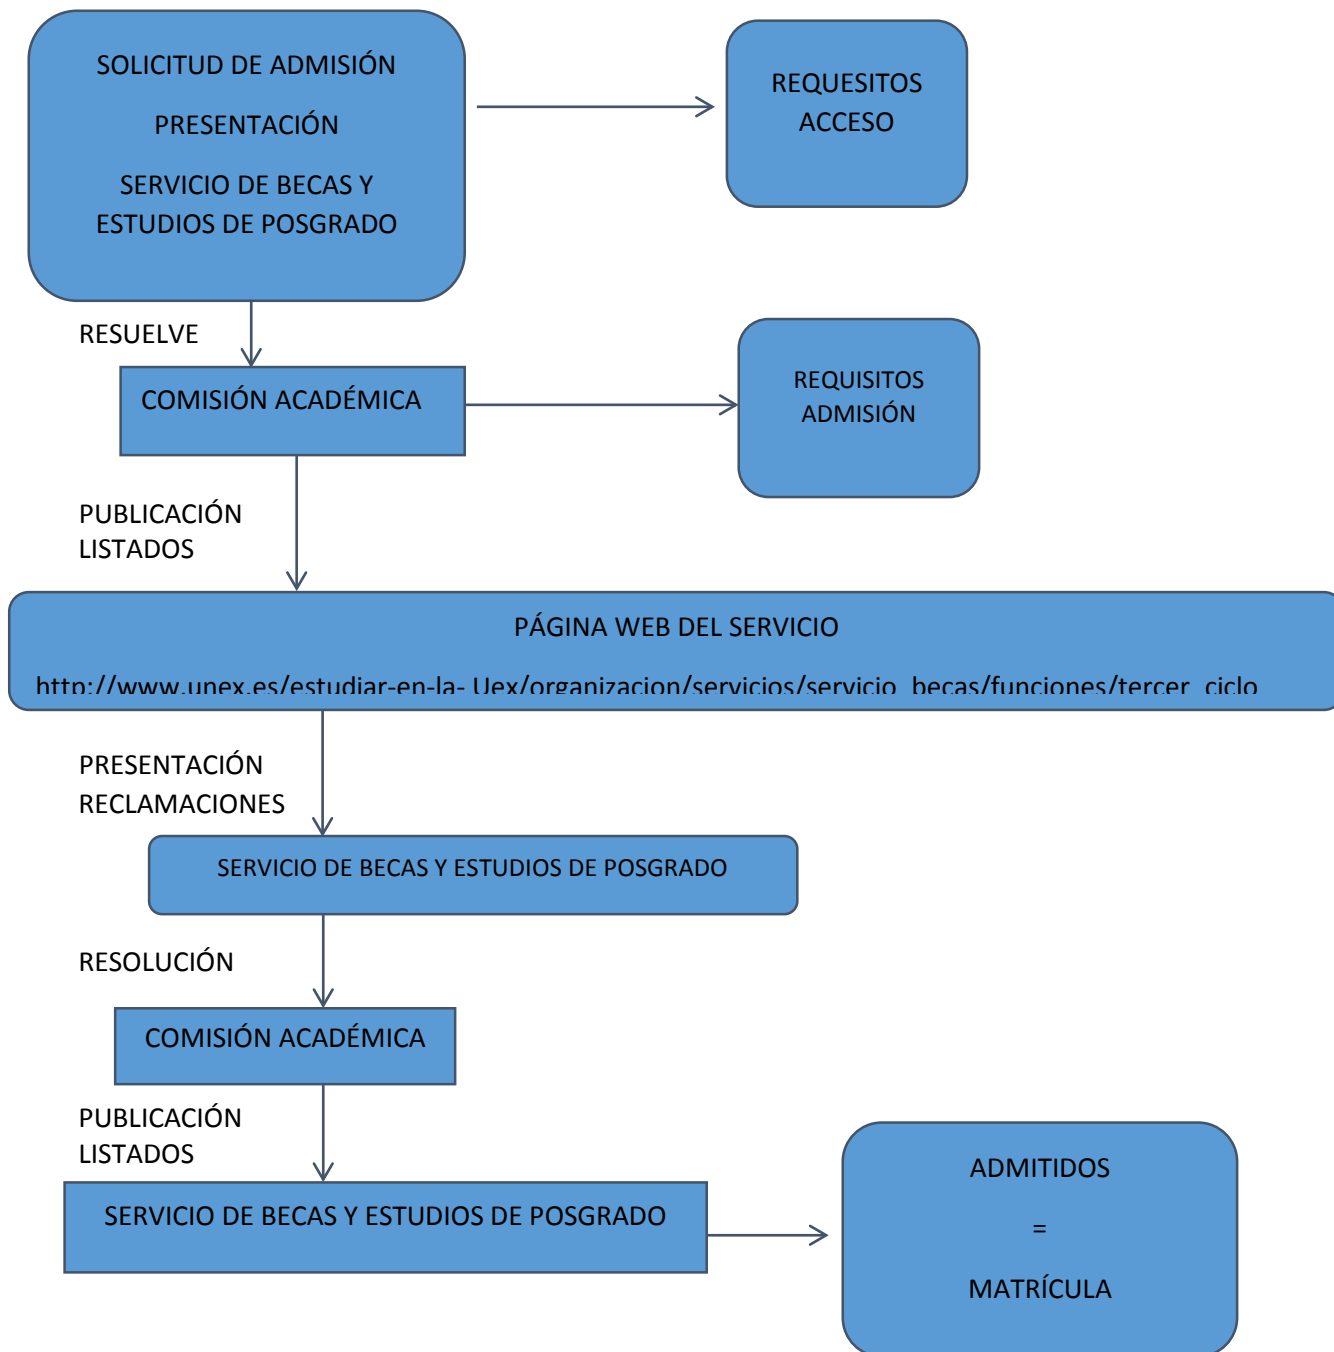 SOLICITUD DE ADMISIÓN
PRESENTACIÓN
SERVICIO DE BECAS Y
ESTUDIOS DE POSGRADO
REQUESITOS
ACCESO
RESUELVE
COMISIÓN ACADÉMICA
REQUISITOS
ADMISIÓN
PUBLICACIÓN
LISTADOS
PÁGINA WEB DEL SERVICIO
http://www.unex.es/estudiar-en-la- Uex/organizacion/servicios/servicio_becas/funciones/tercer_ciclo
PRESENTACIÓN
RECLAMACIONES
SERVICIO DE BECAS Y ESTUDIOS DE POSGRADO
RESOLUCIÓN
COMISIÓN ACADÉMICA
PUBLICACIÓN
LISTADOS
SERVICIO DE BECAS Y ESTUDIOS DE POSGRADO
ADMITIDOS
=
MATRÍCULA